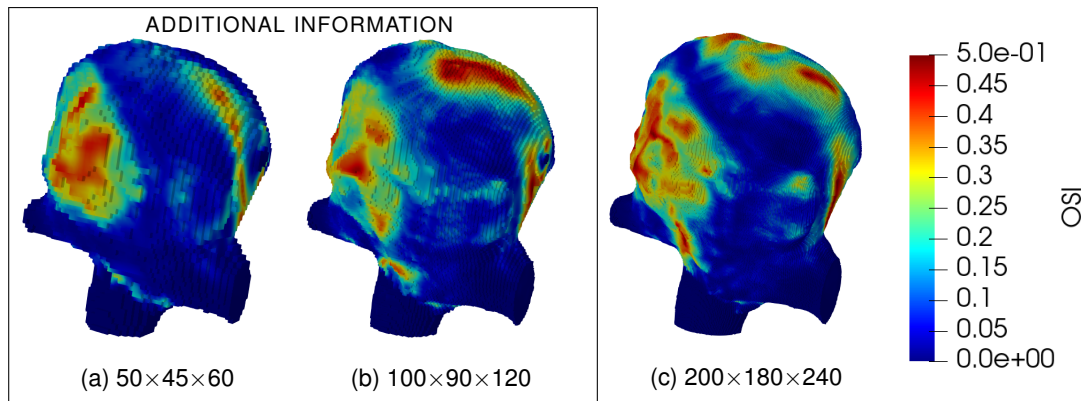 ADDITIONAL INFORMATION
(a) 50×45×60
(b) 100×90×120
(c) 200×180×240
5.0e-01
0.45
0.4
0.35
0.3
0.25
0.2
0.15
0.1
0.05
0.0e+00
OSI